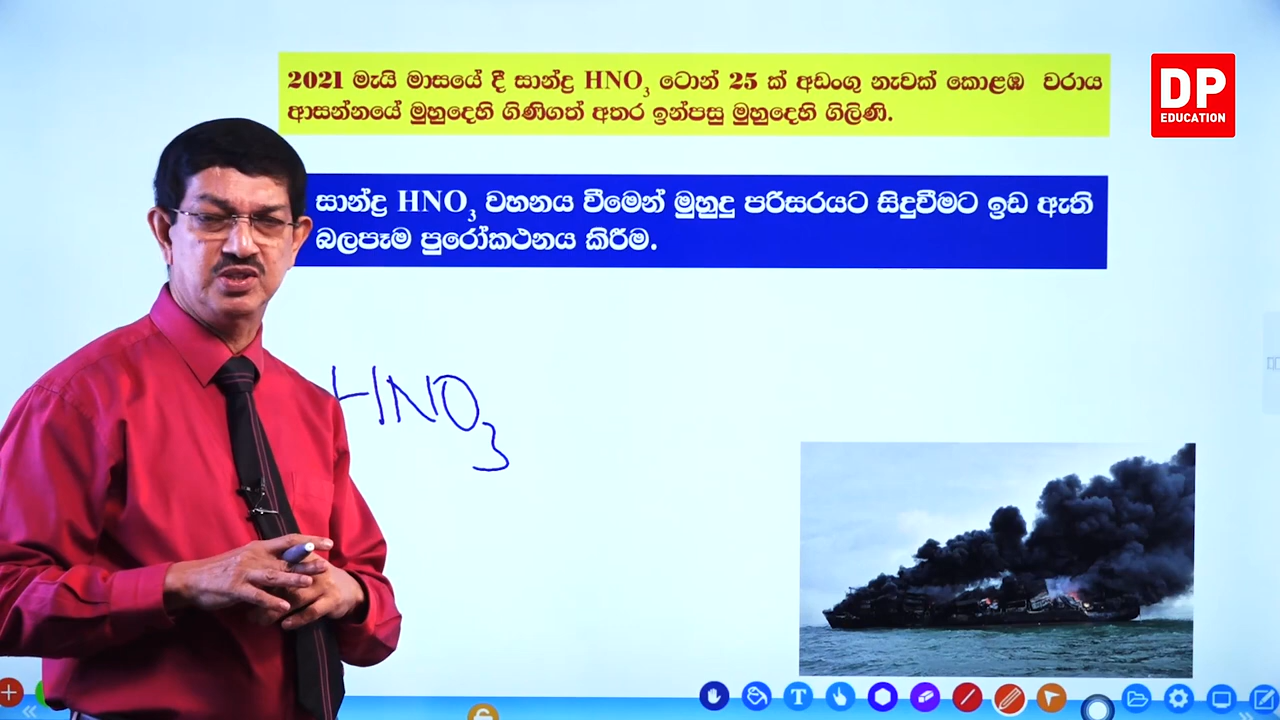 2021 මැයි මාසයේ දී සාන්ද්‍ර HNO₃ ටොන් 25 ක් අඩංගු නැවක් කොළඹ වරාය
ආසන්නයේ මුහුදෙහි ගිණිගත් අතර ඉන්පසු මුහුදෙහි ගිලිණි.
DP
EDUCATION
සාන්ද්‍ර HNO₃ වහනය වීමෙන් මුහුදු පරිසරයට සිදුවීමට ඉඩ ඇති
බලපෑම පුරෝකථනය කිරීම.
HNO₃